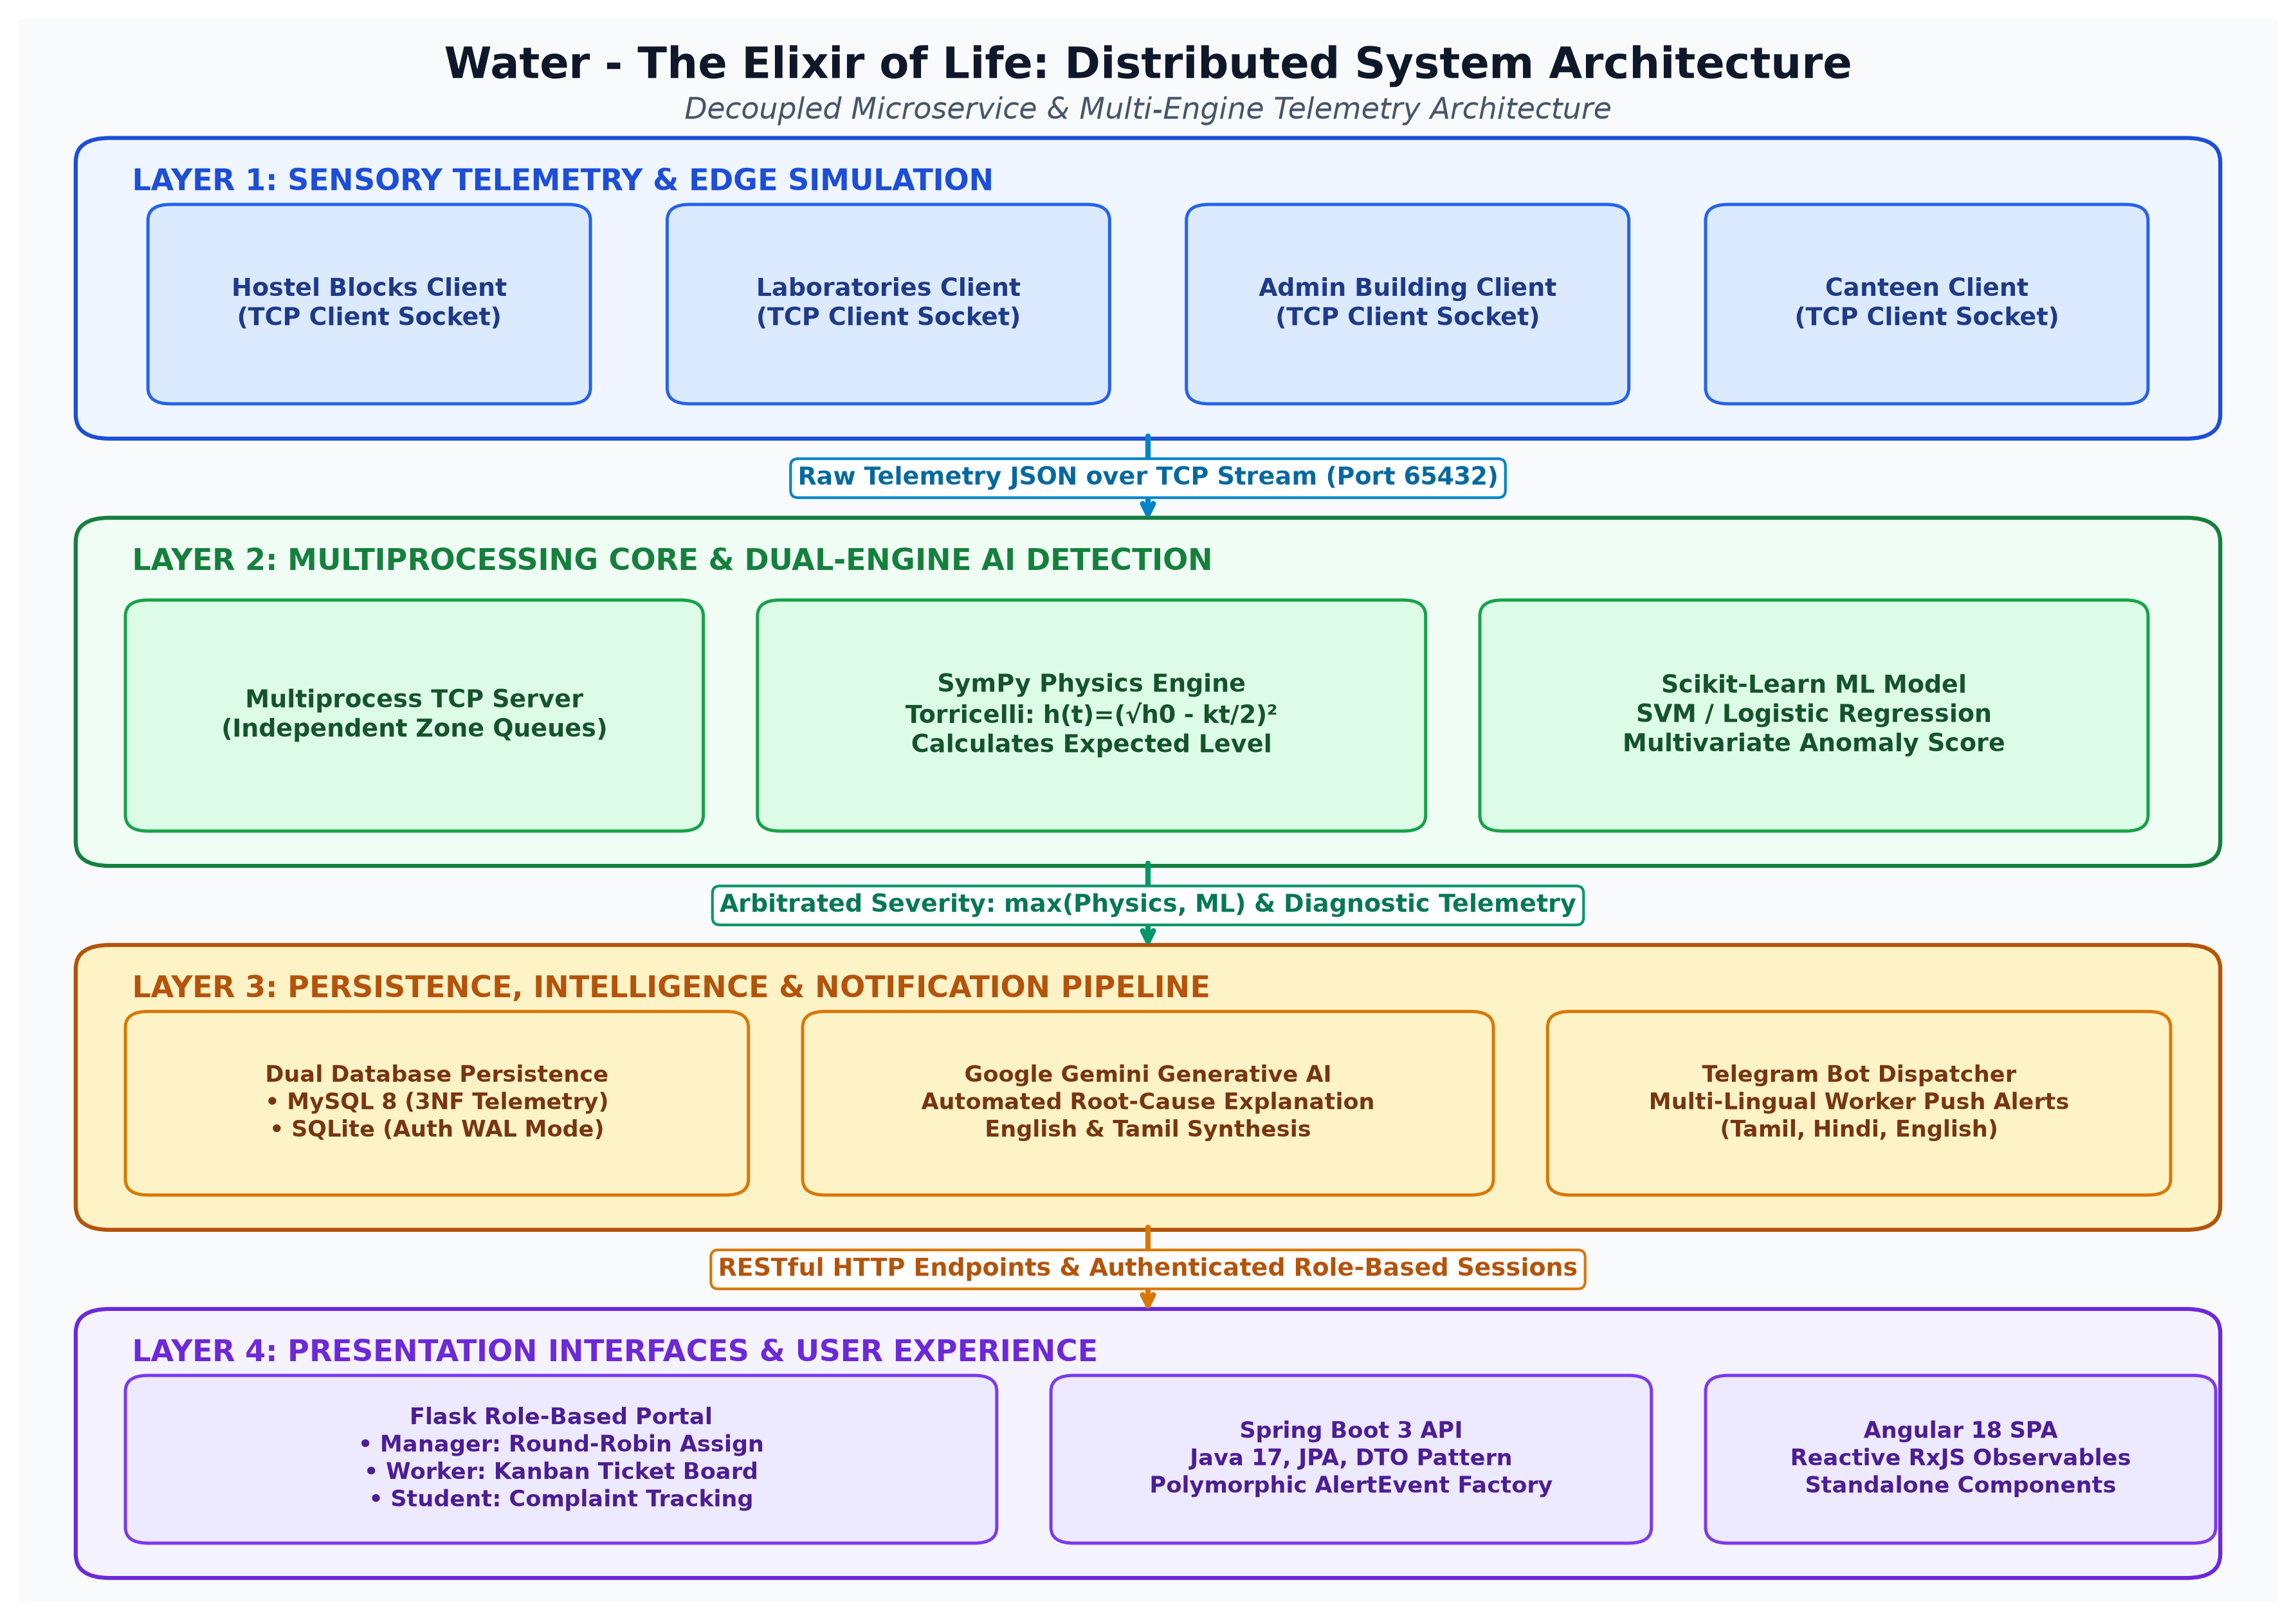 Water - The Elixir of Life: Distributed System Architecture
Decoupled Microservice & Multi-Engine Telemetry Architecture
LAYER 1: SENSORY TELEMETRY & EDGE SIMULATION
Hostel Blocks Client
(TCP Client Socket)
Laboratories Client
(TCP Client Socket)
Admin Building Client
(TCP Client Socket)
Canteen Client
(TCP Client Socket)
Raw Telemetry JSON over TCP Stream (Port 65432)
LAYER 2: MULTIPROCESSING CORE & DUAL-ENGINE AI DETECTION
Multiprocess TCP Server
(Independent Zone Queues)
SymPy Physics Engine
Torricelli: h(t)=(√h0 - kt/2)²
Calculates Expected Level
Scikit-Learn ML Model
SVM / Logistic Regression
Multivariate Anomaly Score
Arbitrated Severity: max(Physics, ML) & Diagnostic Telemetry
LAYER 3: PERSISTENCE, INTELLIGENCE & NOTIFICATION PIPELINE
Dual Database Persistence
• MySQL 8 (3NF Telemetry)
• SQLite (Auth WAL Mode)
Google Gemini Generative AI
Automated Root-Cause Explanation
English & Tamil Synthesis
Telegram Bot Dispatcher
Multi-Lingual Worker Push Alerts
(Tamil, Hindi, English)
RESTful HTTP Endpoints & Authenticated Role-Based Sessions
LAYER 4: PRESENTATION INTERFACES & USER EXPERIENCE
Flask Role-Based Portal
• Manager: Round-Robin Assign
• Worker: Kanban Ticket Board
• Student: Complaint Tracking
Spring Boot 3 API
Java 17, JPA, DTO Pattern
Polymorphic AlertEvent Factory
Angular 18 SPA
Reactive RxJS Observables
Standalone Components